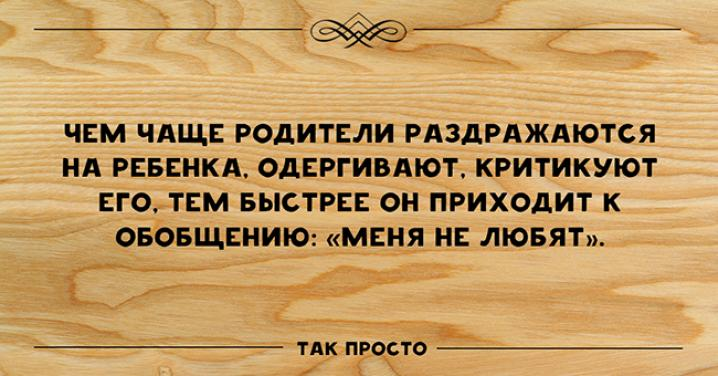 ЧЕМ ЧАЩЕ РОДИТЕЛИ РАЗДРАЖАЮТСЯ
НА РЕБЕНКА, ОДЕРГИВАЮТ, КРИТИКУЮТ
ЕГО, ТЕМ БЫСТРЕЕ ОН ПРИХОДИТ К
ОБОБЩЕНИЮ: «МЕНЯ НЕ ЛЮБЯТ».
ТАК ПРОСТО